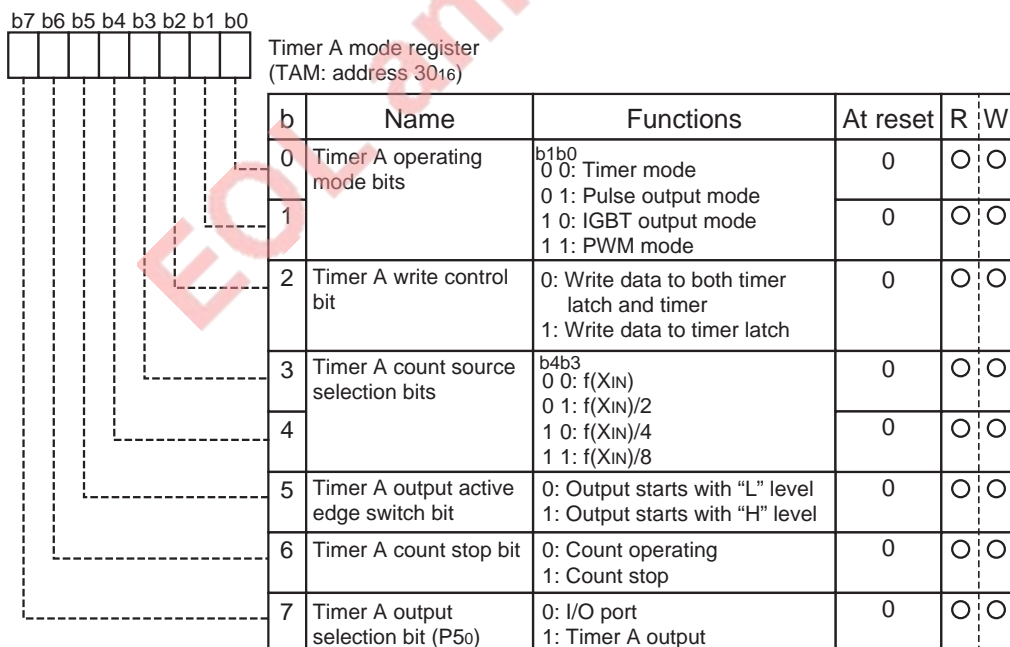 b7 b6 b5 b4 b3 b2 b1 b0
Timer A mode register
(TAM: address 3016)
b Name Functions At reset R W
0 Timer A operating mode bits
b1b0
0 0: Timer mode
0 1: Pulse output mode
1 0: IGBT output mode
1 1: PWM mode
0
1
0
2 Timer A write control bit
0: Write data to both timer
latch and timer
1: Write data to timer latch
0
3 Timer A count source selection bits
b4b3
0 0: f(XIN)
0 1: f(XIN)/2
1 0: f(XIN)/4
1 1: f(XIN)/8
0
4
0
5 Timer A output active edge switch bit
0: Output starts with “L” level
1: Output starts with “H” level
0
6 Timer A count stop bit
0: Count operating
1: Count stop
0
7 Timer A output selection bit (P50)
0: I/O port
1: Timer A output
0
EOL